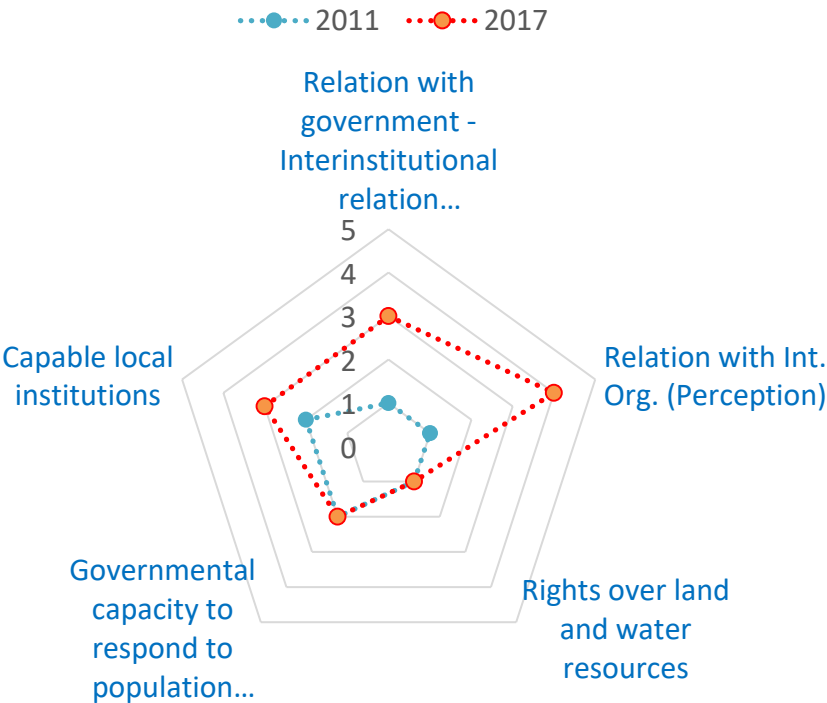 2011 2017
Relation with
government -
Interinstitutional
relation...
5
4
3
2
1
0
Capable local
institutions
Relation with Int.
Org. (Perception)
Governmental
capacity to
respond to
population...
Rights over land
and water
resources